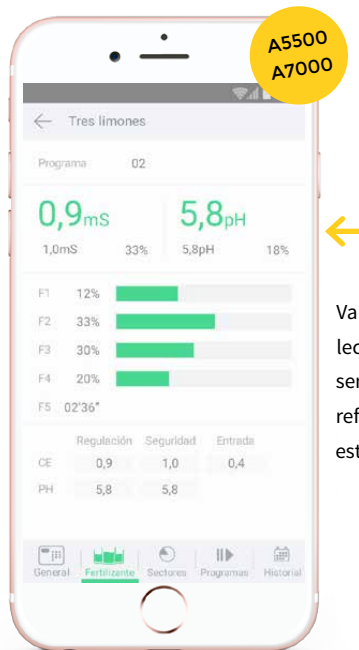 A5500
A7000
Tres limones
Programa 02
0,9mS 5,8pH
1,0mS 33% 5,8pH 18%
F1 12%
F2 33%
F3 30%
F4 20%
F5 02'36"
Regulación Seguridad Entrada
CE 0,9 1,0 0,4
PH 5,8 5,8
General Fertilizante Sectores Programas Historial
Va
lec
ser
ref
est